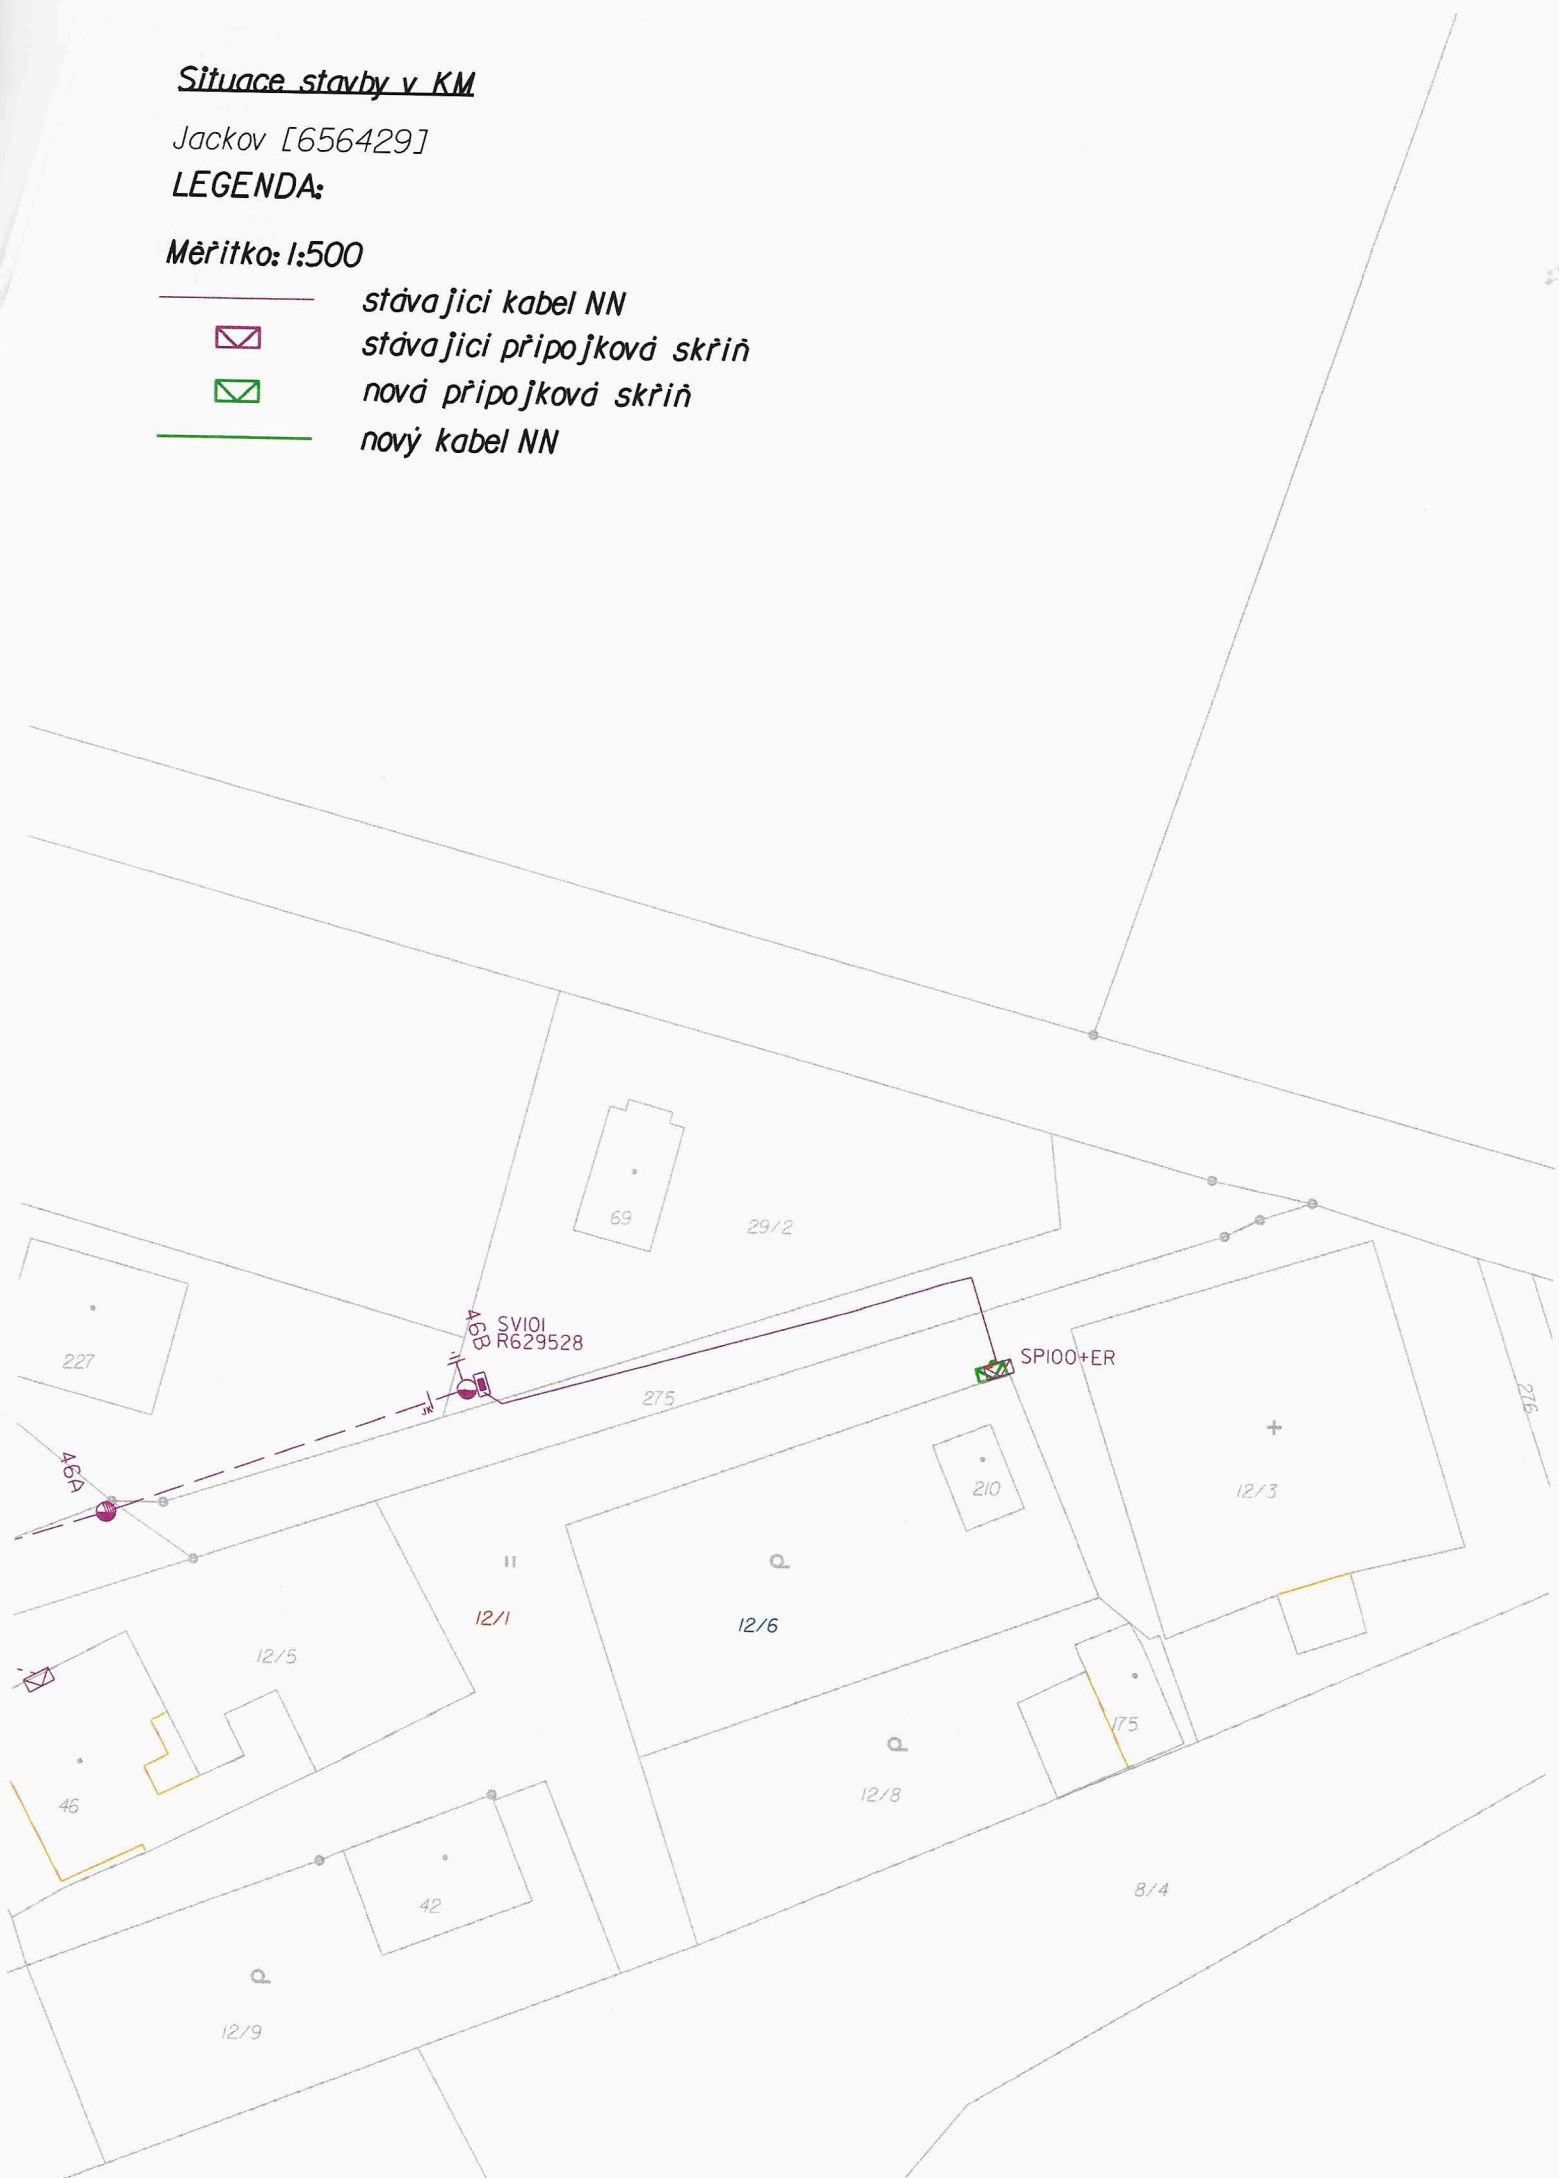 Situace stavby v KM
Jackov [656429]
LEGENDA:
Měřítko: 1:500
stávající kabel NN
stávající přípojková skříň
nová přípojková skříň
nový kabel NN
69
29/2
46B
SV101
R629528
227
SP100+ER
275
276
46A
JK
210
12/3
12/1
12/6
12/5
175
46
12/8
42
8/4
12/9